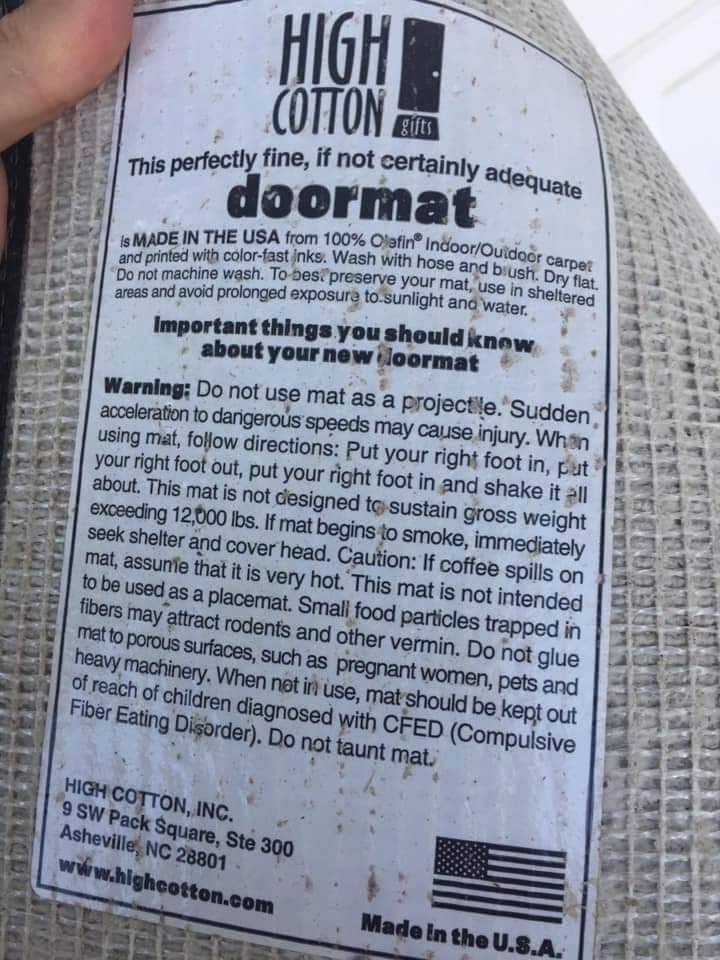 HIGH
COTTON
gifts
This perfectly fine, if not certainly adequate
doormat
is MADE IN THE USA from 100% Olefin® Indoor/Outdoor carpet
and printed with color-fast inks. Wash with hose and brush. Dry flat.
Do not machine wash. To best preserve your mat, use in sheltered
areas and avoid prolonged exposure to sunlight and water.
Important things you should know
about your new doormat
Warning: Do not use mat as a projectile. Sudden
acceleration to dangerous speeds may cause injury. When
using mat, follow directions: Put your right foot in, put
your right foot out, put your right foot in and shake it all
about. This mat is not designed to sustain gross weight
exceeding 12,000 lbs. If mat begins to smoke, immediately
seek shelter and cover head. Caution: If coffee spills on
mat, assume that it is very hot. This mat is not intended
to be used as a placemat. Small food particles trapped in
fibers may attract rodents and other vermin. Do not glue
mat to porous surfaces, such as pregnant women, pets and
heavy machinery. When not in use, mat should be kept out
of reach of children diagnosed with CFED (Compulsive
Fiber Eating Disorder). Do not taunt mat.
HIGH COTTON, INC.
9 SW Pack Square, Ste 300
Asheville, NC 28801
www.highcotton.com
Made in the U.S.A.